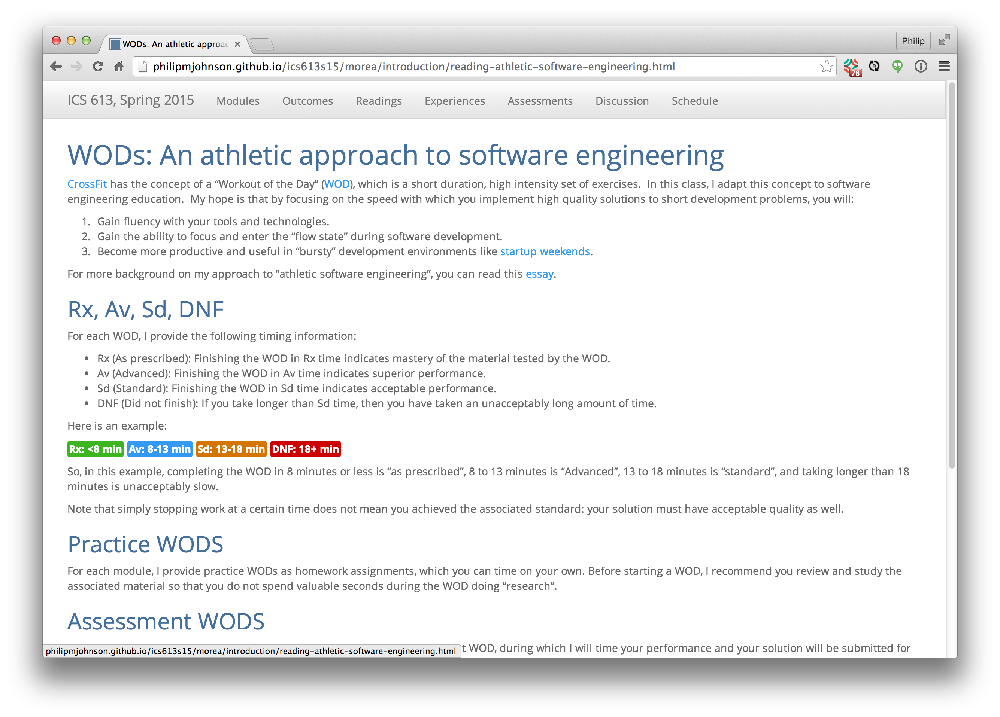 WODs: An athletic approac
Philip
philipmjohnson.github.io/ics613s15/morea/introduction/reading-athletic-software-engineering.html
78
ICS 613, Spring 2015 Modules Outcomes Readings Experiences Assessments Discussion Schedule
WODs: An athletic approach to software engineering
CrossFit has the concept of a “Workout of the Day” (WOD), which is a short duration, high intensity set of exercises.  In this class, I adapt this concept to software
engineering education.  My hope is that by focusing on the speed with which you implement high quality solutions to short development problems, you will:
1. Gain fluency with your tools and technologies.
2. Gain the ability to focus and enter the “flow state” during software development.
3. Become more productive and useful in “bursty” development environments like startup weekends.
For more background on my approach to “athletic software engineering”, you can read this essay.
Rx, Av, Sd, DNF
For each WOD, I provide the following timing information:
• Rx (As prescribed): Finishing the WOD in Rx time indicates mastery of the material tested by the WOD.
• Av (Advanced): Finishing the WOD in Av time indicates superior performance.
• Sd (Standard): Finishing the WOD in Sd time indicates acceptable performance.
• DNF (Did not finish): If you take longer than Sd time, then you have taken an unacceptably long amount of time.
Here is an example:
Rx: <8 min Av: 8-13 min Sd: 13-18 min DNF: 18+ min
So, in this example, completing the WOD in 8 minutes or less is “as prescribed”, 8 to 13 minutes is “Advanced”, 13 to 18 minutes is “standard”, and taking longer than 18
minutes is unacceptably slow.
Note that simply stopping work at a certain time does not mean you achieved the associated standard: your solution must have acceptable quality as well.
Practice WODS
For each module, I provide practice WODs as homework assignments, which you can time on your own. Before starting a WOD, I recommend you review and study the
associated material so that you do not spend valuable seconds during the WOD doing “research”.
Assessment WODS
t WOD, during which I will time your performance and your solution will be submitted for
philipmjohnson.github.io/ics613s15/morea/introduction/reading-athletic-software-engineering.html